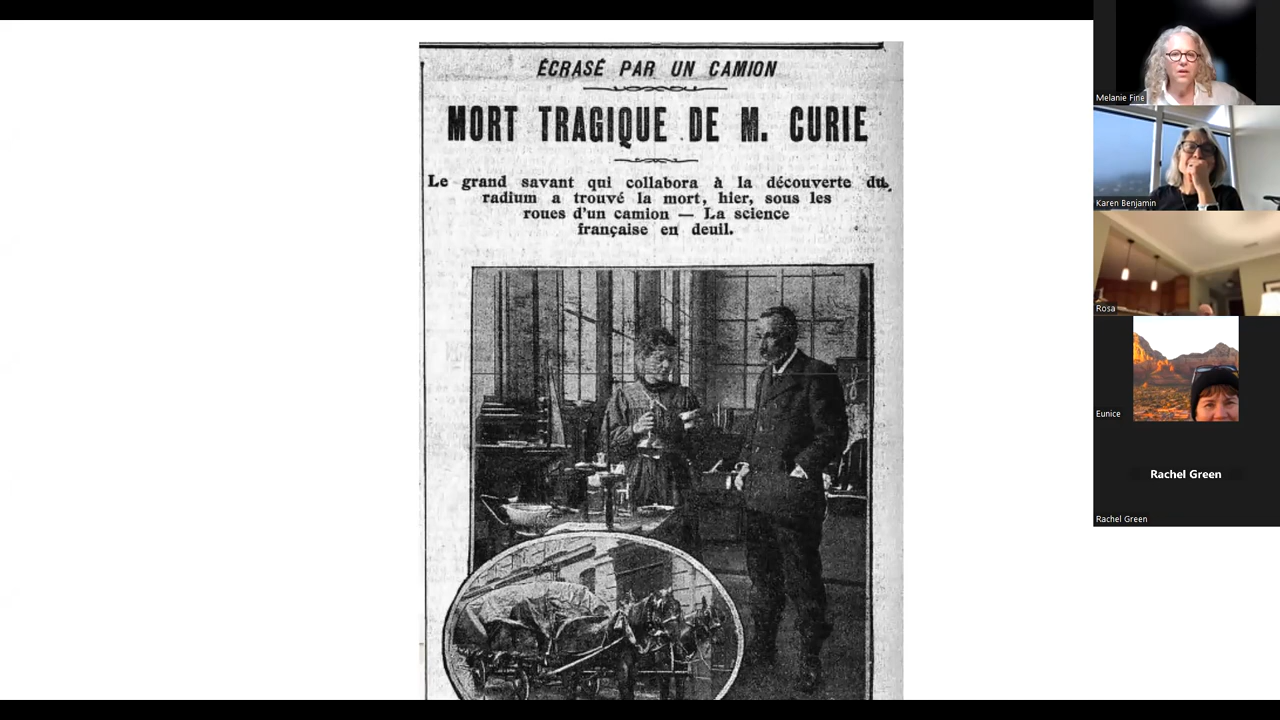 ÉCRASÉ PAR UN CAMION
MORT TRAGIQUE DE M. CURIE
Le grand savant qui collabora à la découverte du
radium a trouvé la mort, hier, sous les
roues d'un camion — La science
française en deuil.
Melanie Fine
Karen Benjamin
Rosa
Eunice
Rachel Green
Rachel Green